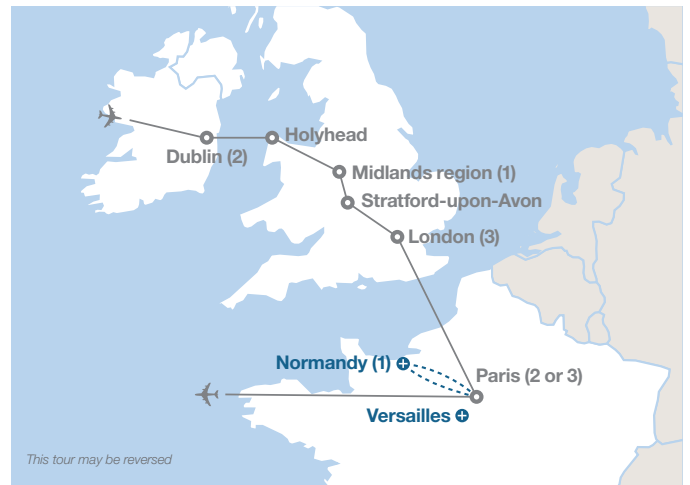 Holyhead
Dublin (2)
Midlands region (1)
Stratford-upon-Avon
London (3)
Normandy (1)
Paris (2 or 3)
Versailles
This tour may be reversed